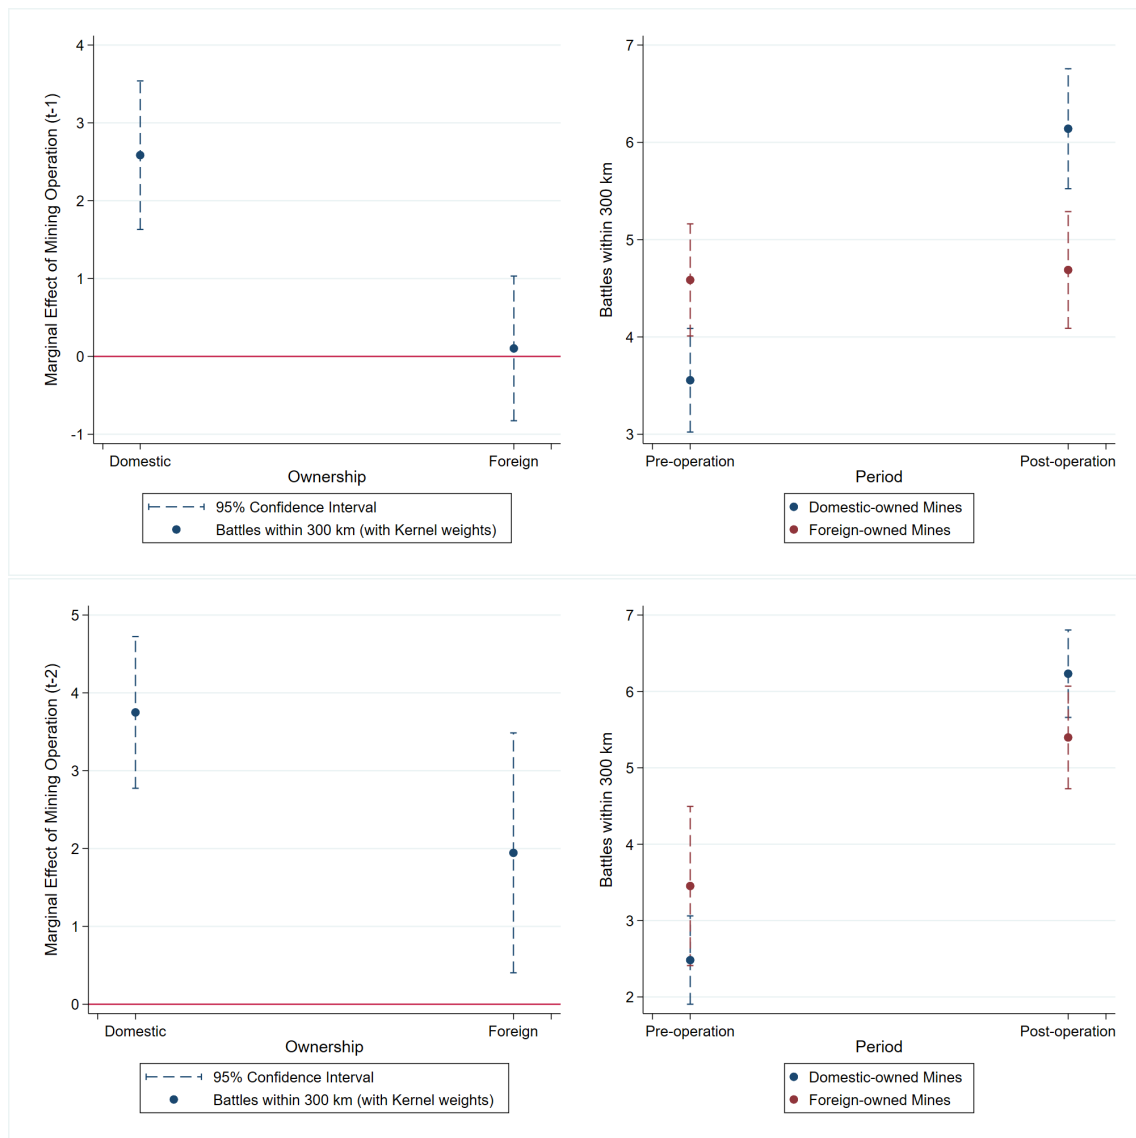 4
3
2
1
0
-1
Marginal Effect of Mining Operation (t-1)
Domestic
Foreign
Ownership
95% Confidence Interval
Battles within 300 km (with Kernel weights)
7
6
5
4
3
Battles within 300 km
Pre-operation
Post-operation
Period
Domestic-owned Mines
Foreign-owned Mines
5
4
3
2
1
0
Marginal Effect of Mining Operation (t-2)
Domestic
Foreign
Ownership
95% Confidence Interval
Battles within 300 km (with Kernel weights)
7
6
5
4
3
2
Battles within 300 km
Pre-operation
Post-operation
Period
Domestic-owned Mines
Foreign-owned Mines